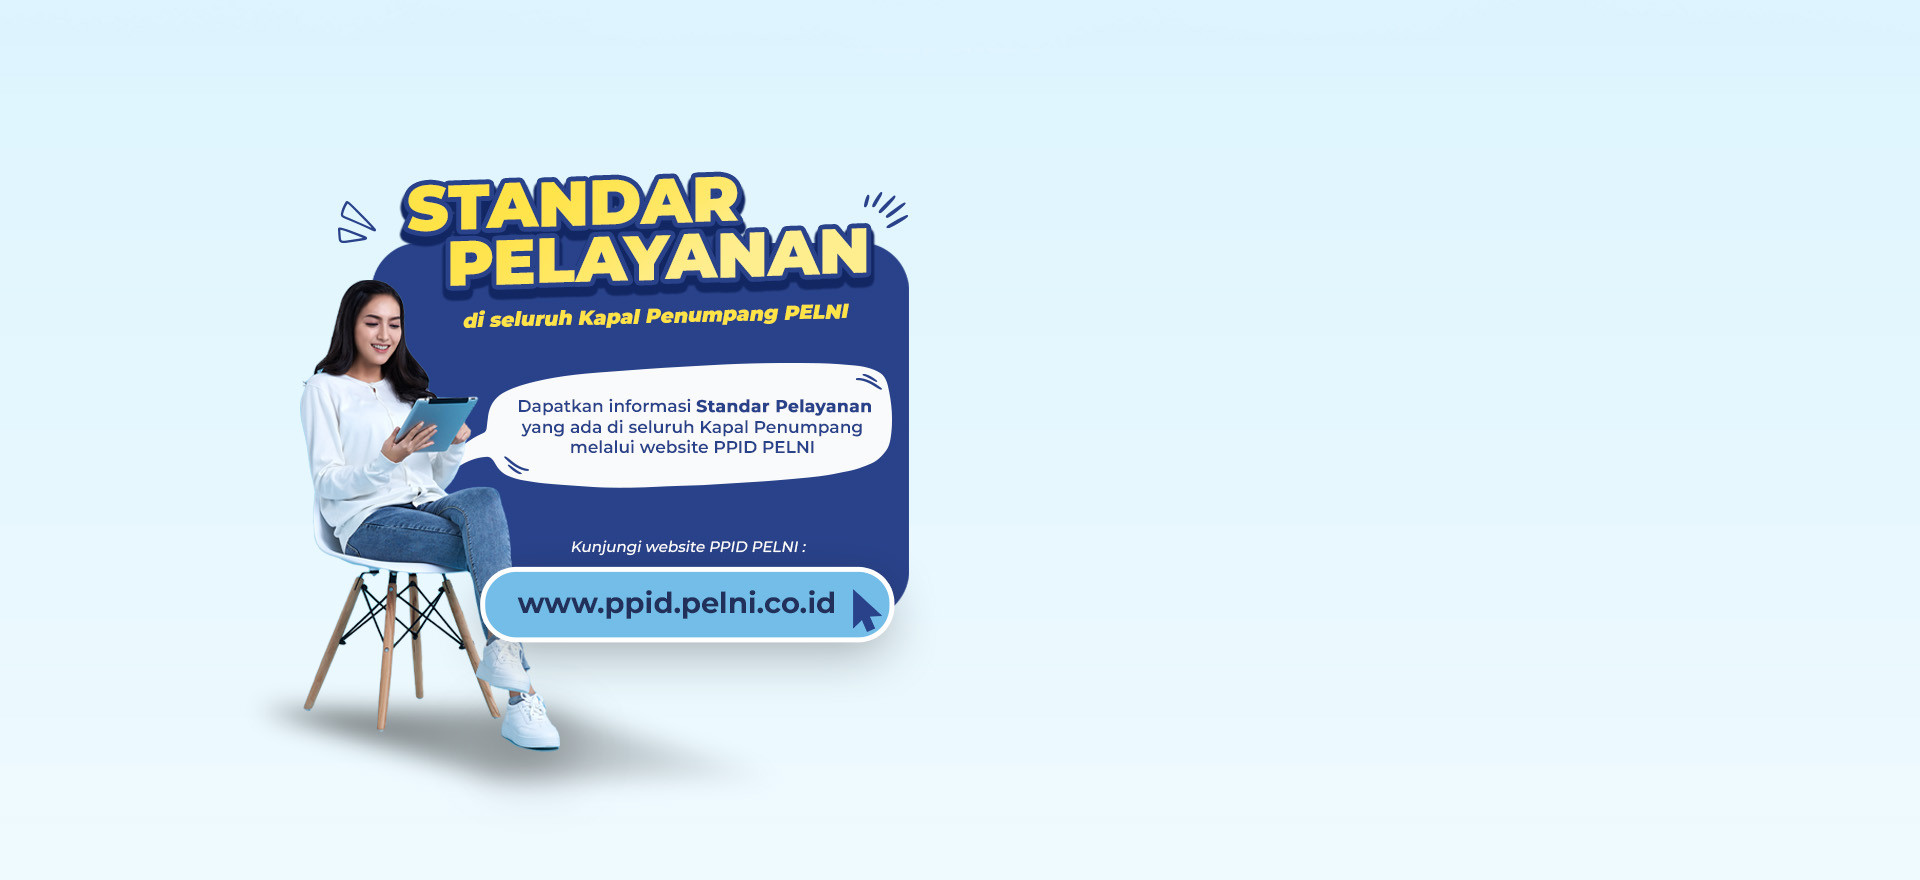 STANDAR
PELAYANAN
di seluruh Kapal Penumpang PELNI
Dapatkan informasi Standar Pelayanan
yang ada di seluruh Kapal Penumpang
melalui website PPID PELNI
Kunjungi website PPID PELNI :
www.ppid.pelni.co.id